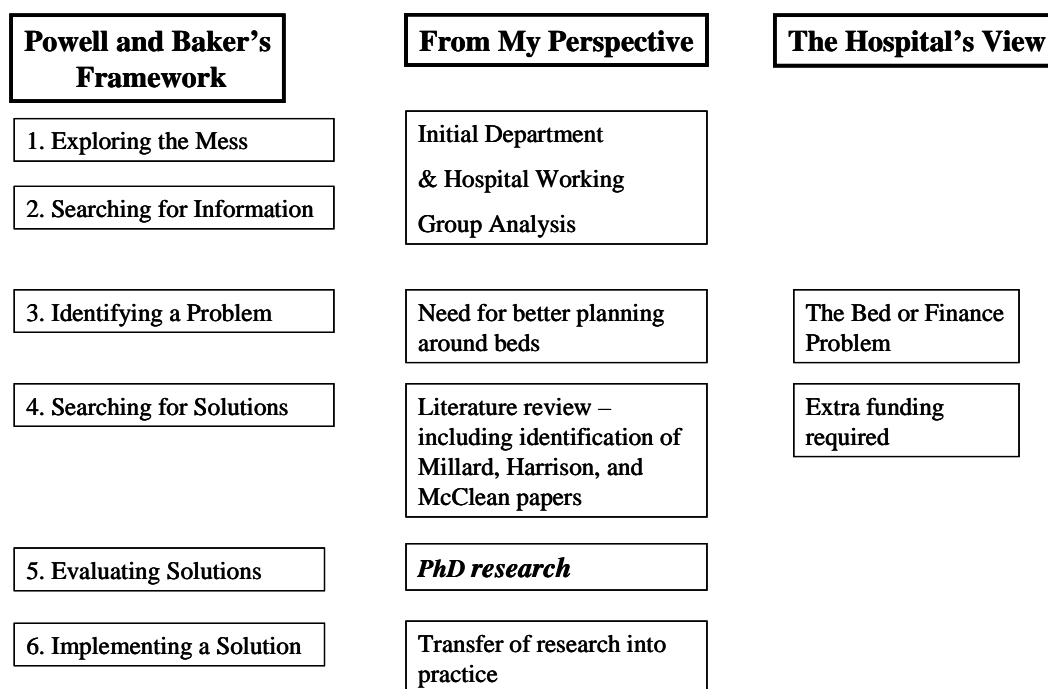 Powell and Baker's
Framework
From My Perspective
The Hospital's View
1. Exploring the Mess
2. Searching for Information
Initial Department
& Hospital Working
Group Analysis
3. Identifying a Problem
Need for better planning
around beds
The Bed or Finance
Problem
4. Searching for Solutions
Literature review –
including identification of
Millard, Harrison, and
McClean papers
Extra funding
required
5. Evaluating Solutions
PhD research
6. Implementing a Solution
Transfer of research into
practice